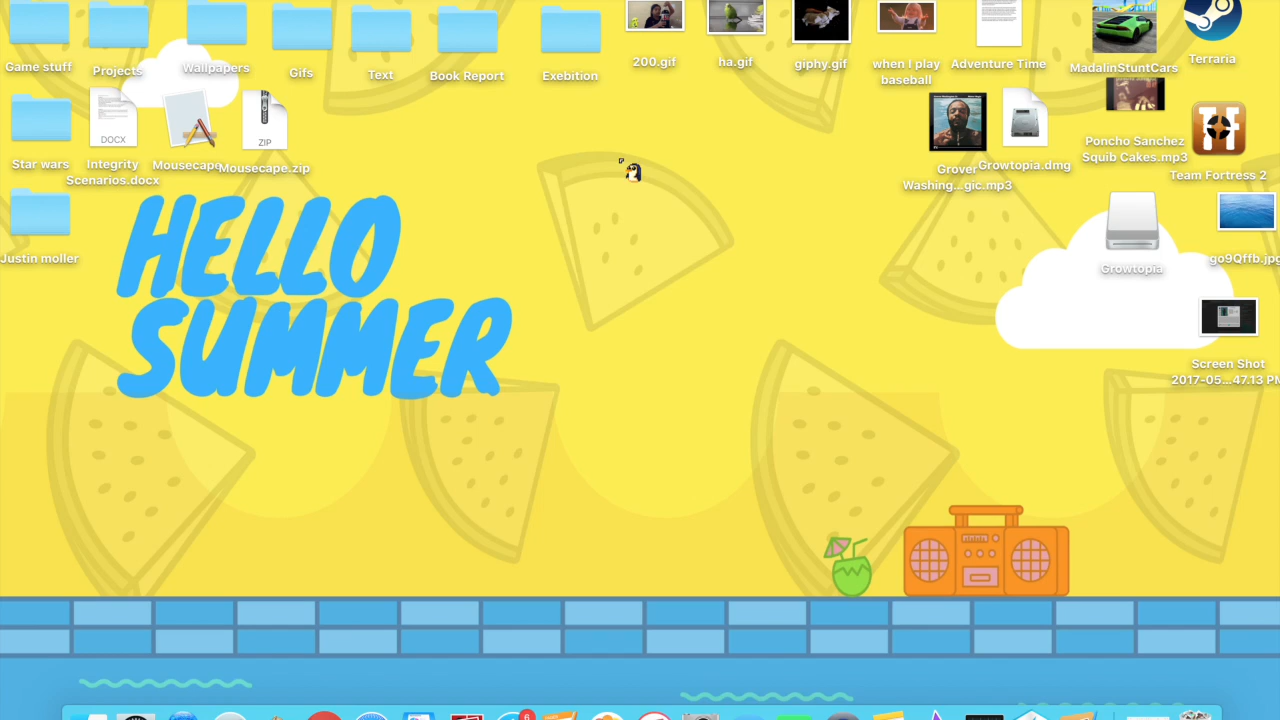 Game stuff
Projects
Wallpapers
Gifs
Text
Book Report
Exebition
200.gif
ha.gif
giphy.gif
when I play
baseball
Adventure Time
MadalinStuntCars
Terraria
Star wars
DOCX
Integrity
Scenarios.docx
Mousecape
ZIP
Mousecape.zip
Grover
Washing...gic.mp3
Growtopia.dmg
Poncho Sanchez
Squib Cakes.mp3
Team Fortress 2
Justin moller
Growtopia
go9Qffb.jpg
Screen Shot
2017-05...47.13 PM
HELLO
SUMMER
6